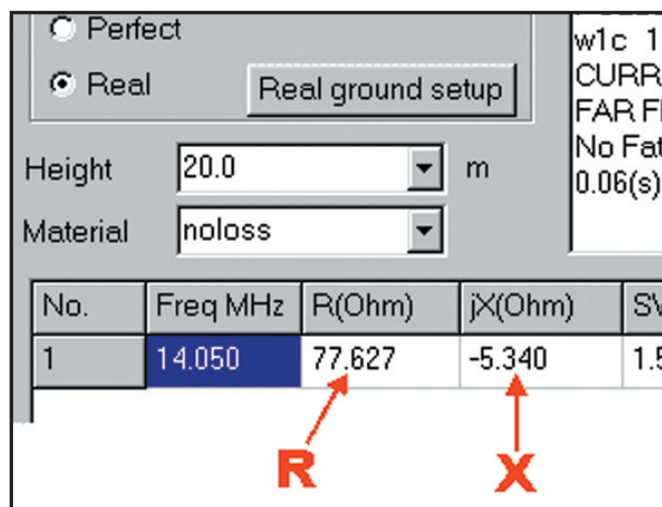 Perfect
Real
Real ground setup
Height 20.0 m
Material noloss
w1c 1
CURR
FAR F
No Fat
0.06(s)
No. Freq MHz R(Ohm) jX(Ohm)
1 14.050 77.627 -5.340 1.5
R X